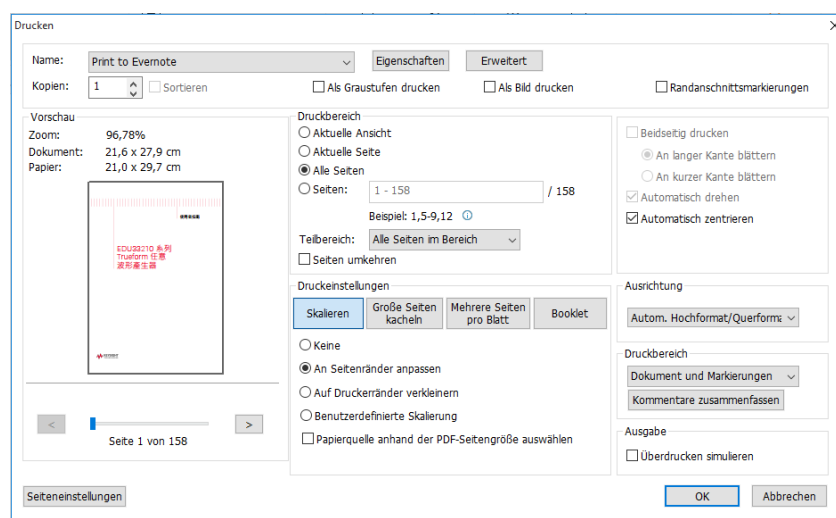 Drucken
Name: Print to Evernote Eigenschaften Erweitert
Kopien: 1 Sortieren Als Graustufen drucken Als Bild drucken Randanschnittsmarkierungen
Vorschau
Zoom: 96,78%
Dokument: 21,6 x 27,9 cm
Papier: 21,0 x 29,7 cm
EDU33210 系列
Trueform 任意
波形產生器
KEYSIGHT
< >
Seite 1 von 158
Druckbereich
Aktuelle Ansicht
Aktuelle Seite
Alle Seiten
Seiten: 1 - 158 / 158
Beispiel: 1,5-9,12
Teilbereich: Alle Seiten im Bereich
Seiten umkehren
Druckeinstellungen
Skalieren Große Seiten kacheln Mehrere Seiten pro Blatt Booklet
Keine
An Seitenränder anpassen
Auf Druckerränder verkleinern
Benutzerdefinierte Skalierung
Papierquelle anhand der PDF-Seitengröße auswählen
Beidseitig drucken
An langer Kante blättern
An kurzer Kante blättern
Automatisch drehen
Automatisch zentrieren
Ausrichtung
Autom. Hochformat/Querforma
Druckbereich
Dokument und Markierungen
Kommentare zusammenfassen
Ausgabe
Überdrucken simulieren
Seiteneinstellungen OK Abbrechen